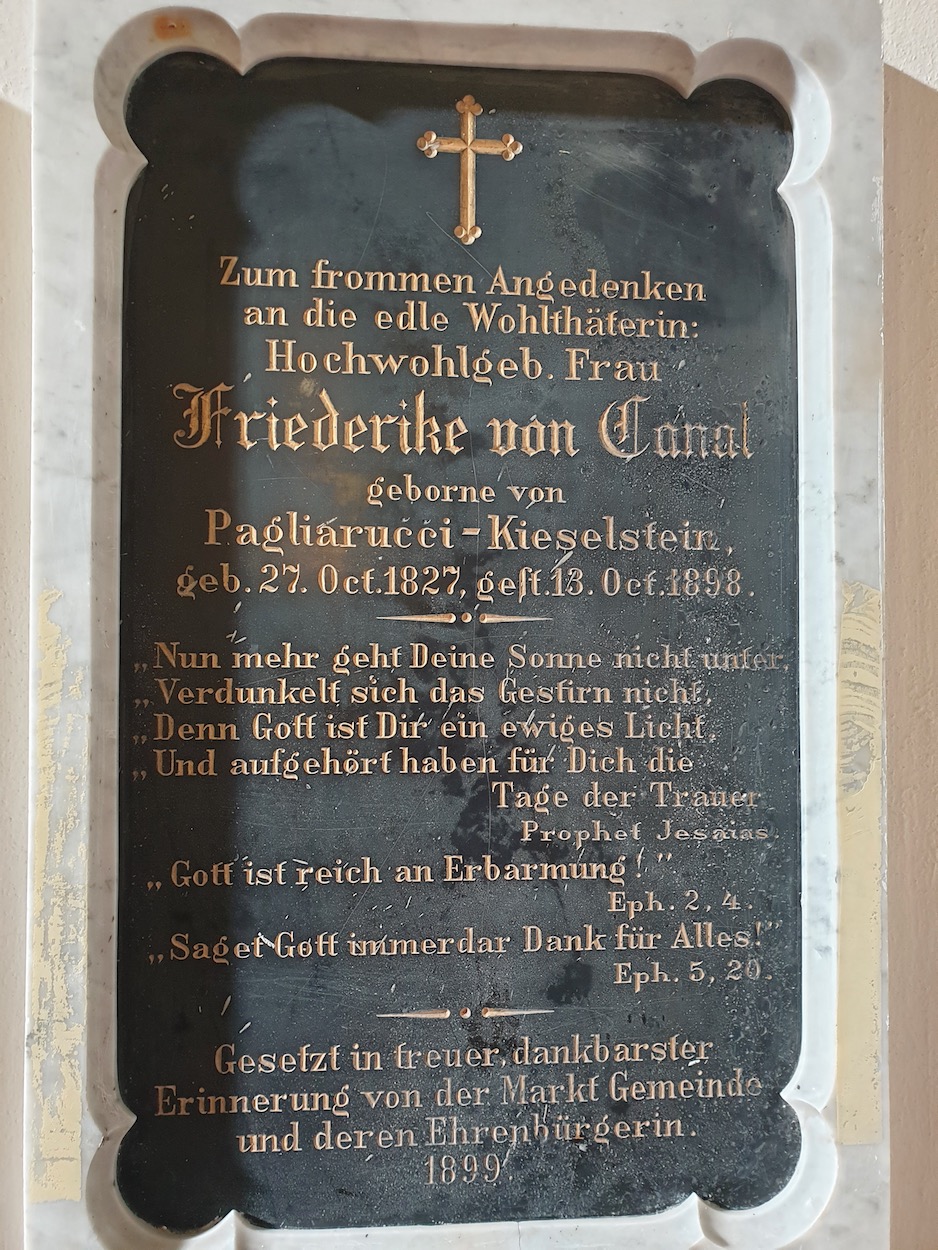 Zum frommen Angedenken
an die edle Wohlthäterin:
Hochwohlgeb. Frau
Friederike von Canal
geborne von
Pagliarucci-Kieselstein,
geb. 27. Oct. 1827, gest. 13. Oct. 1898.
„Nun mehr geht Deine Sonne nicht unter,
„Verdunkelt sich das Gestirn nicht,
„Denn Gott ist Dir ein ewiges Licht,
„Und aufgehört haben für Dich die
Tage der Trauer
Prophet Jesaias.
„Gott ist reich an Erbarmung!"
Eph. 2, 4.
„Saget Gott immerdar Dank für Alles!"
Eph. 5, 20.
Gesetzt in treuer, dankbarster
Erinnerung von der Markt Gemeinde
und deren Ehrenbürgerin.
1899.